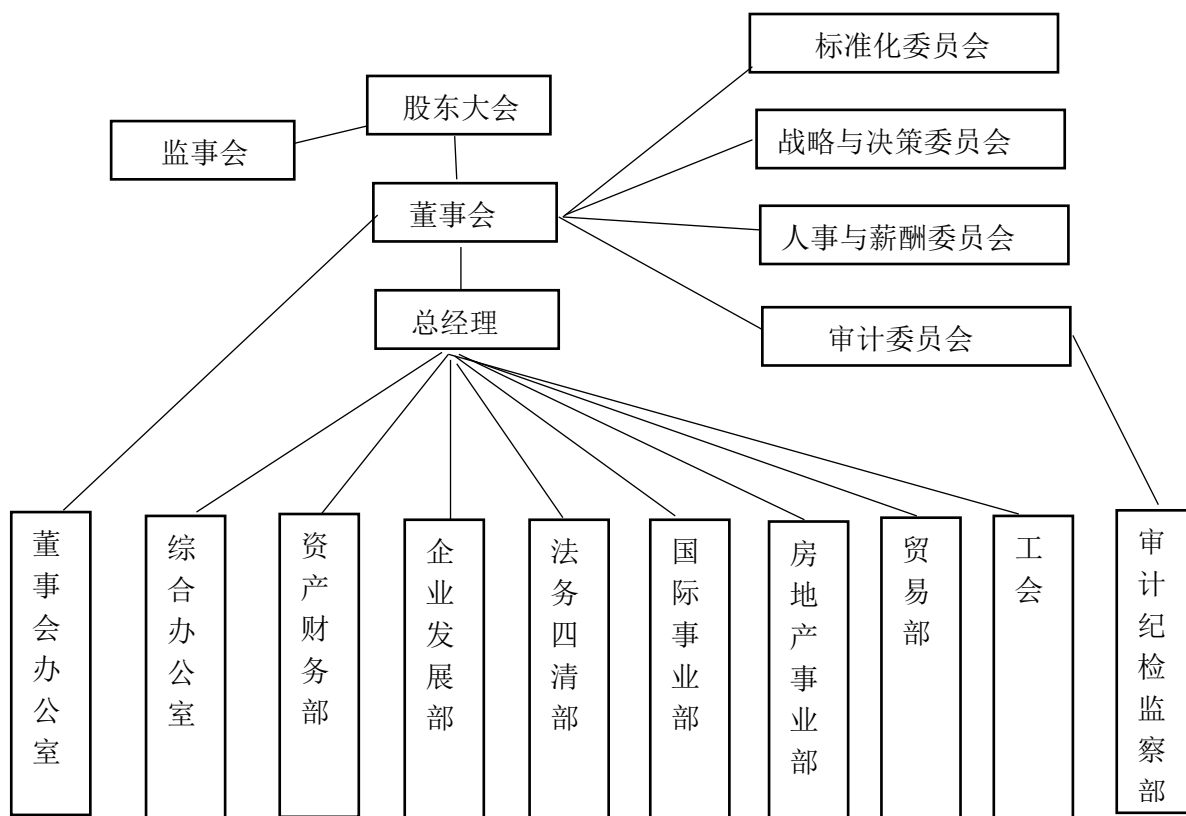 标准化委员会
股东大会
监事会
战略与决策委员会
董事会
人事与薪酬委员会
总经理
审计委员会
董事会办公室
综合办公室
资产财务部
企业发展部
法务四清部
国际事业部
房地产事业部
贸易部
工会
审计纪检监察部